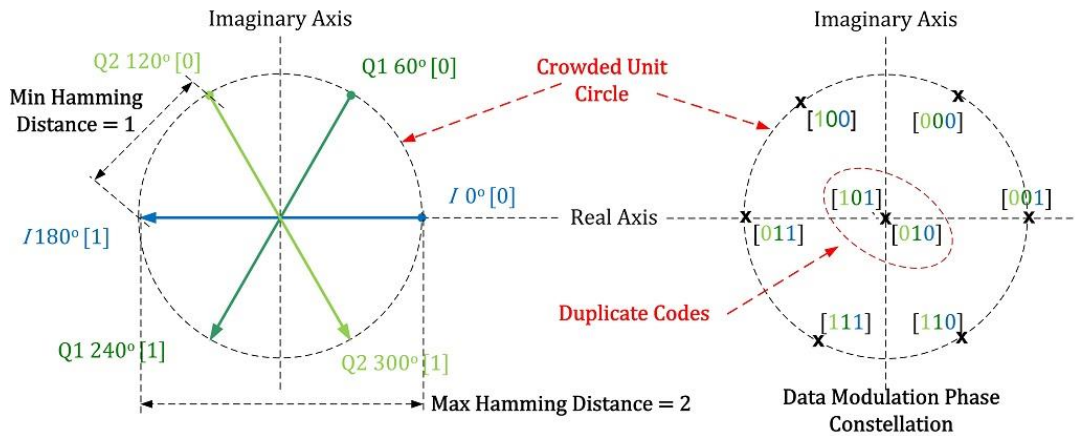 Imaginary Axis
Q2 120° [0]
Q1 60° [0]
Min Hamming
Distance = 1
Crowded Unit
Circle
I 0° [0]
I 180° [1]
Q1 240° [1]
Q2 300° [1]
Max Hamming Distance = 2
Real Axis
Imaginary Axis
[100]
[000]
[101]
[001]
[011]
[010]
Duplicate Codes
[111]
[110]
Data Modulation Phase
Constellation